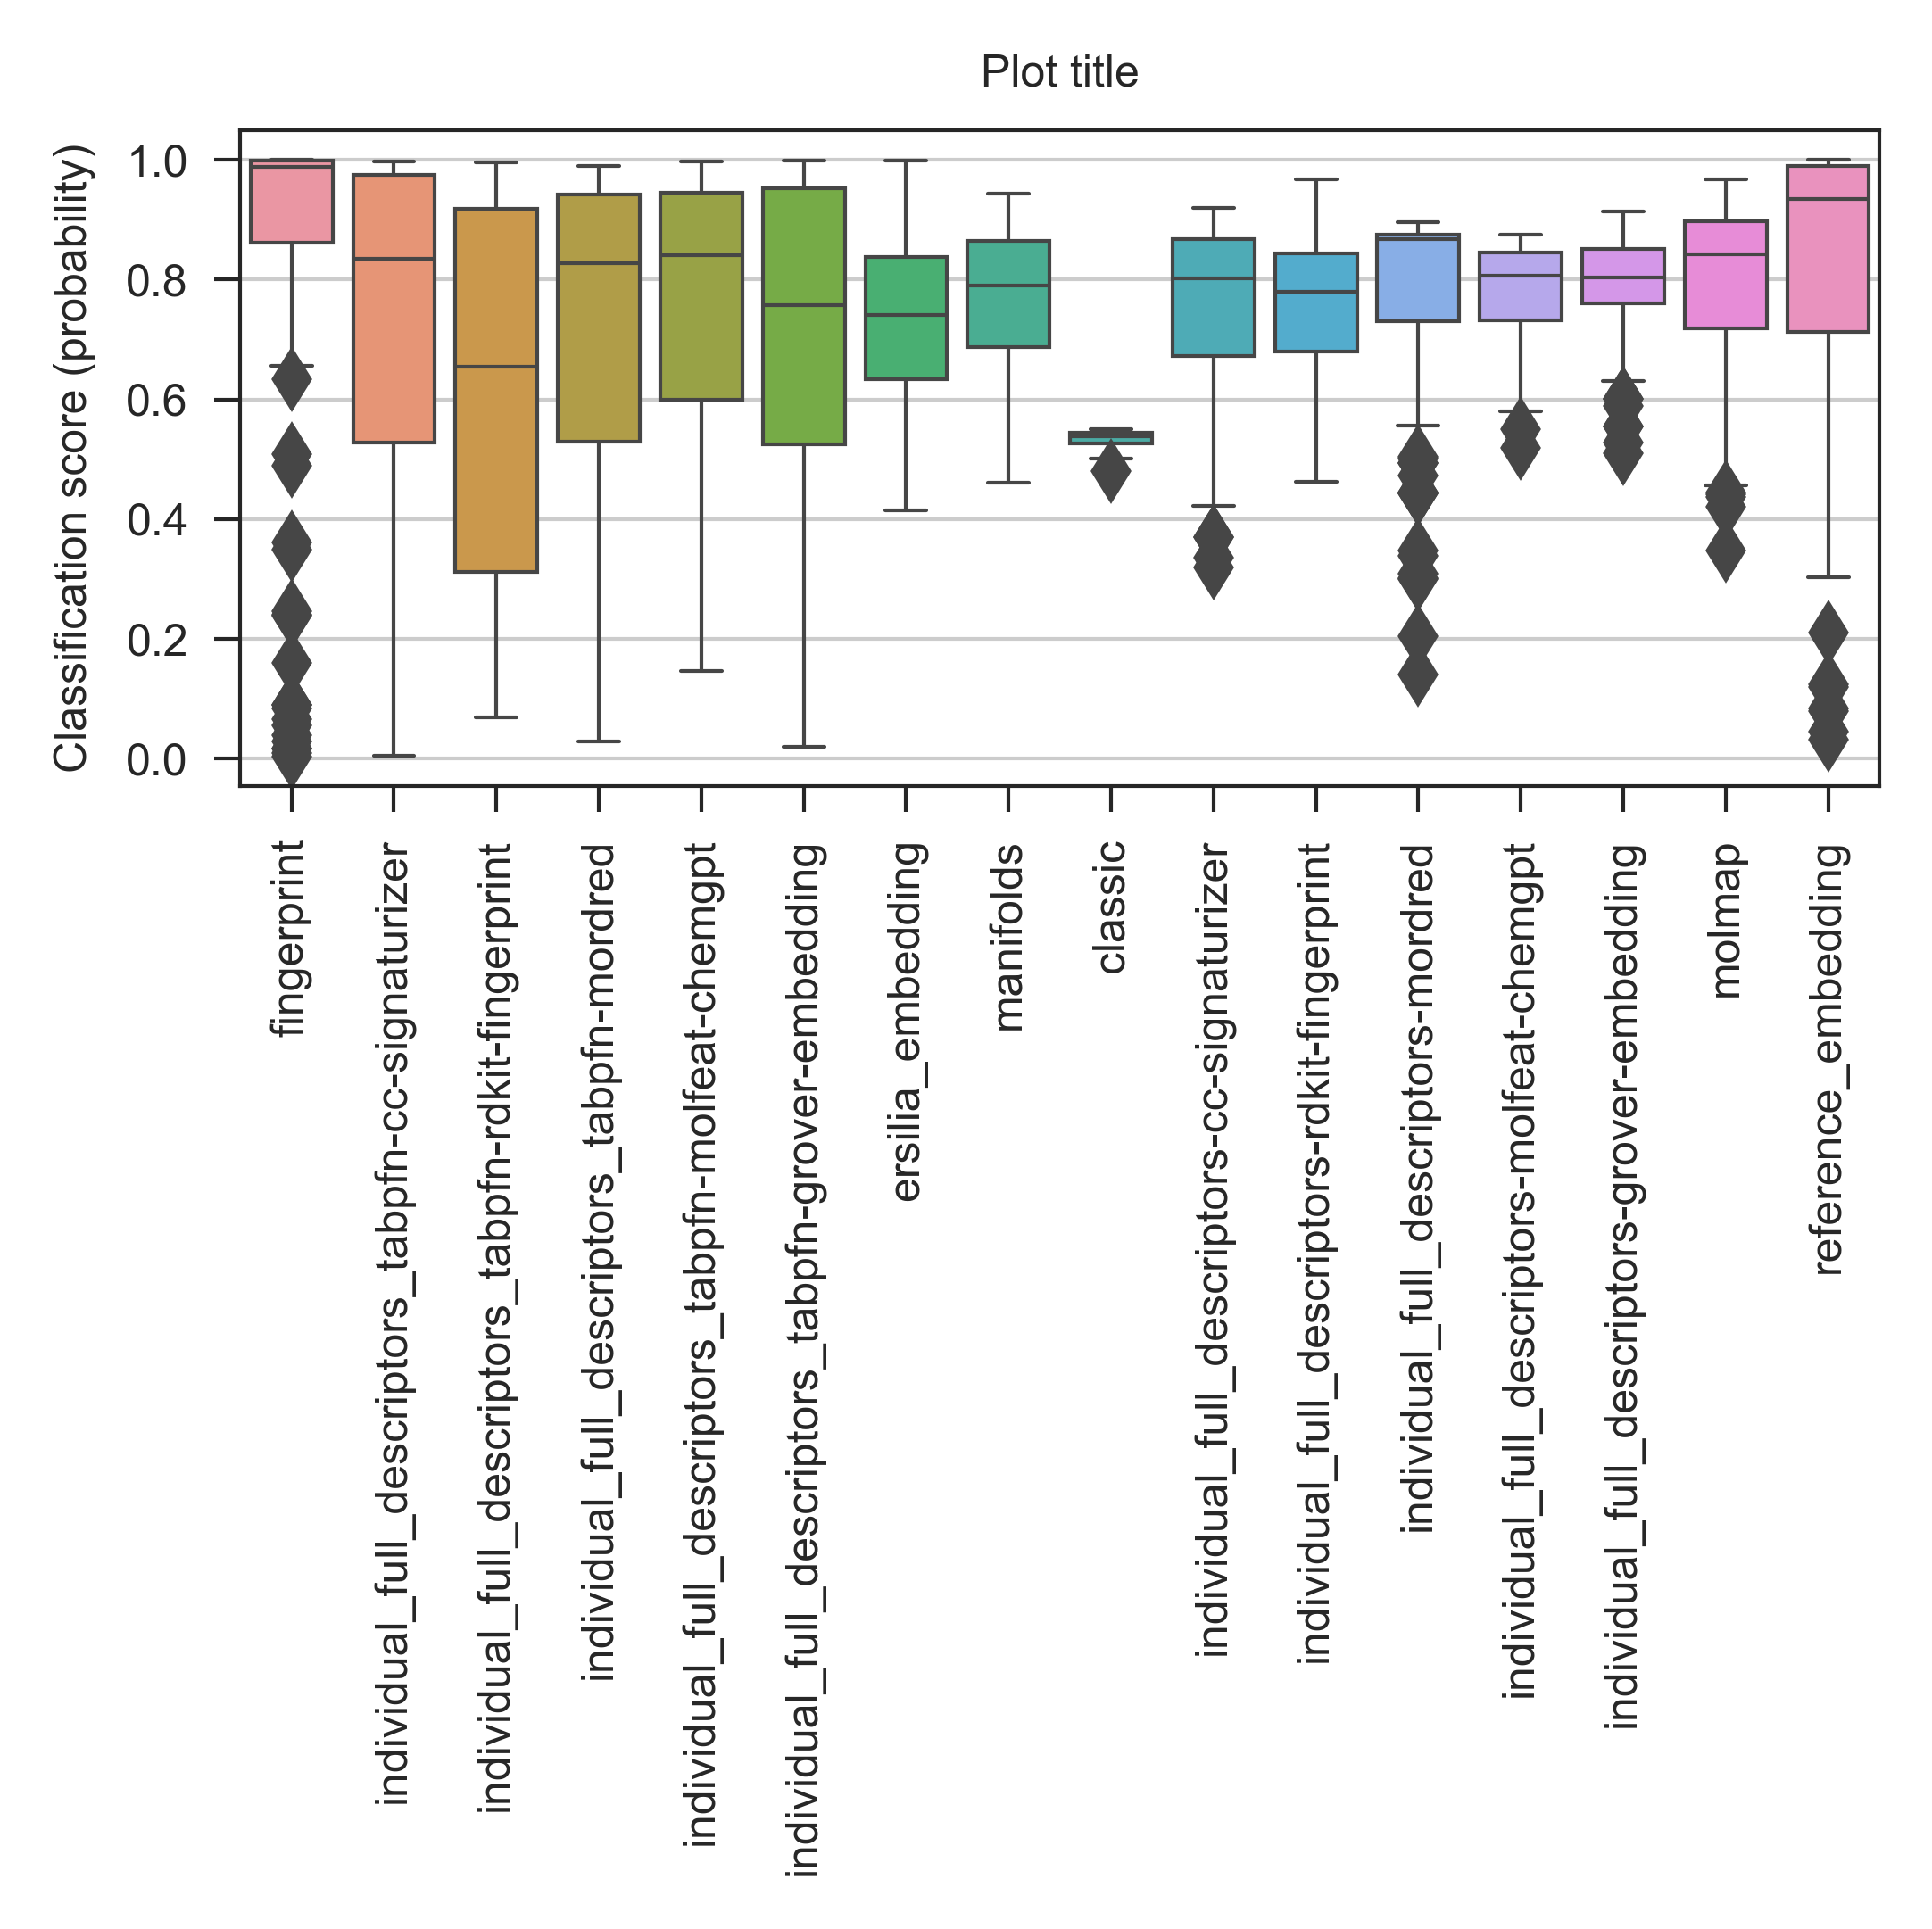 Plot title
Classification score (probability)
1.0
0.8
0.6
0.4
0.2
0.0
fingerprint
individual_full_descriptors_tabpfn-cc-signaturizer
individual_full_descriptors_tabpfn-rdkit-fingerprint
individual_full_descriptors_tabpfn-mordred
individual_full_descriptors_tabpfn-molfeat-chemgpt
individual_full_descriptors_tabpfn-grover-embedding
ersilia_embedding
manifolds
classic
individual_full_descriptors-cc-signaturizer
individual_full_descriptors-rdkit-fingerprint
individual_full_descriptors-mordred
individual_full_descriptors-molfeat-chemgpt
individual_full_descriptors-grover-embedding
molmap
reference_embedding